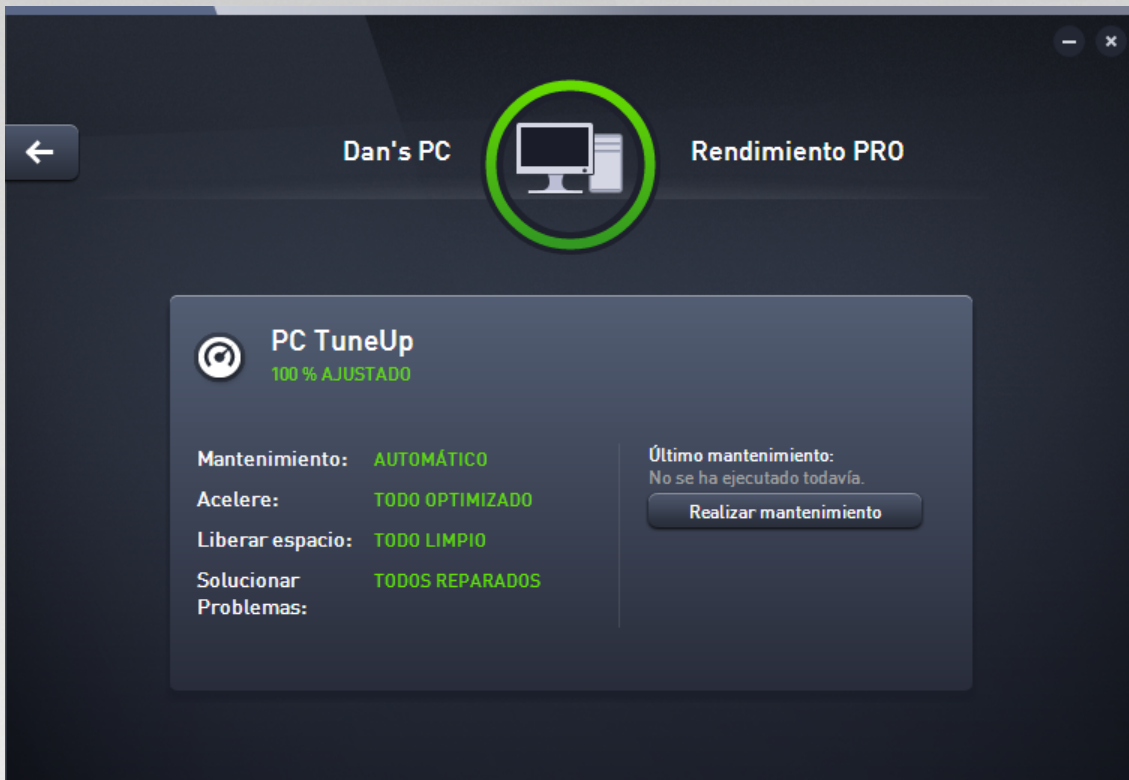 Dan's PC
Rendimiento PRO
PC TuneUp
100 % AJUSTADO
Mantenimiento: AUTOMÁTICO
Acelere: TODO OPTIMIZADO
Liberar espacio: TODO LIMPIO
Solucionar TODOS REPARADOS
Problemas:
Último mantenimiento:
No se ha ejecutado todavía.
Realizar mantenimiento